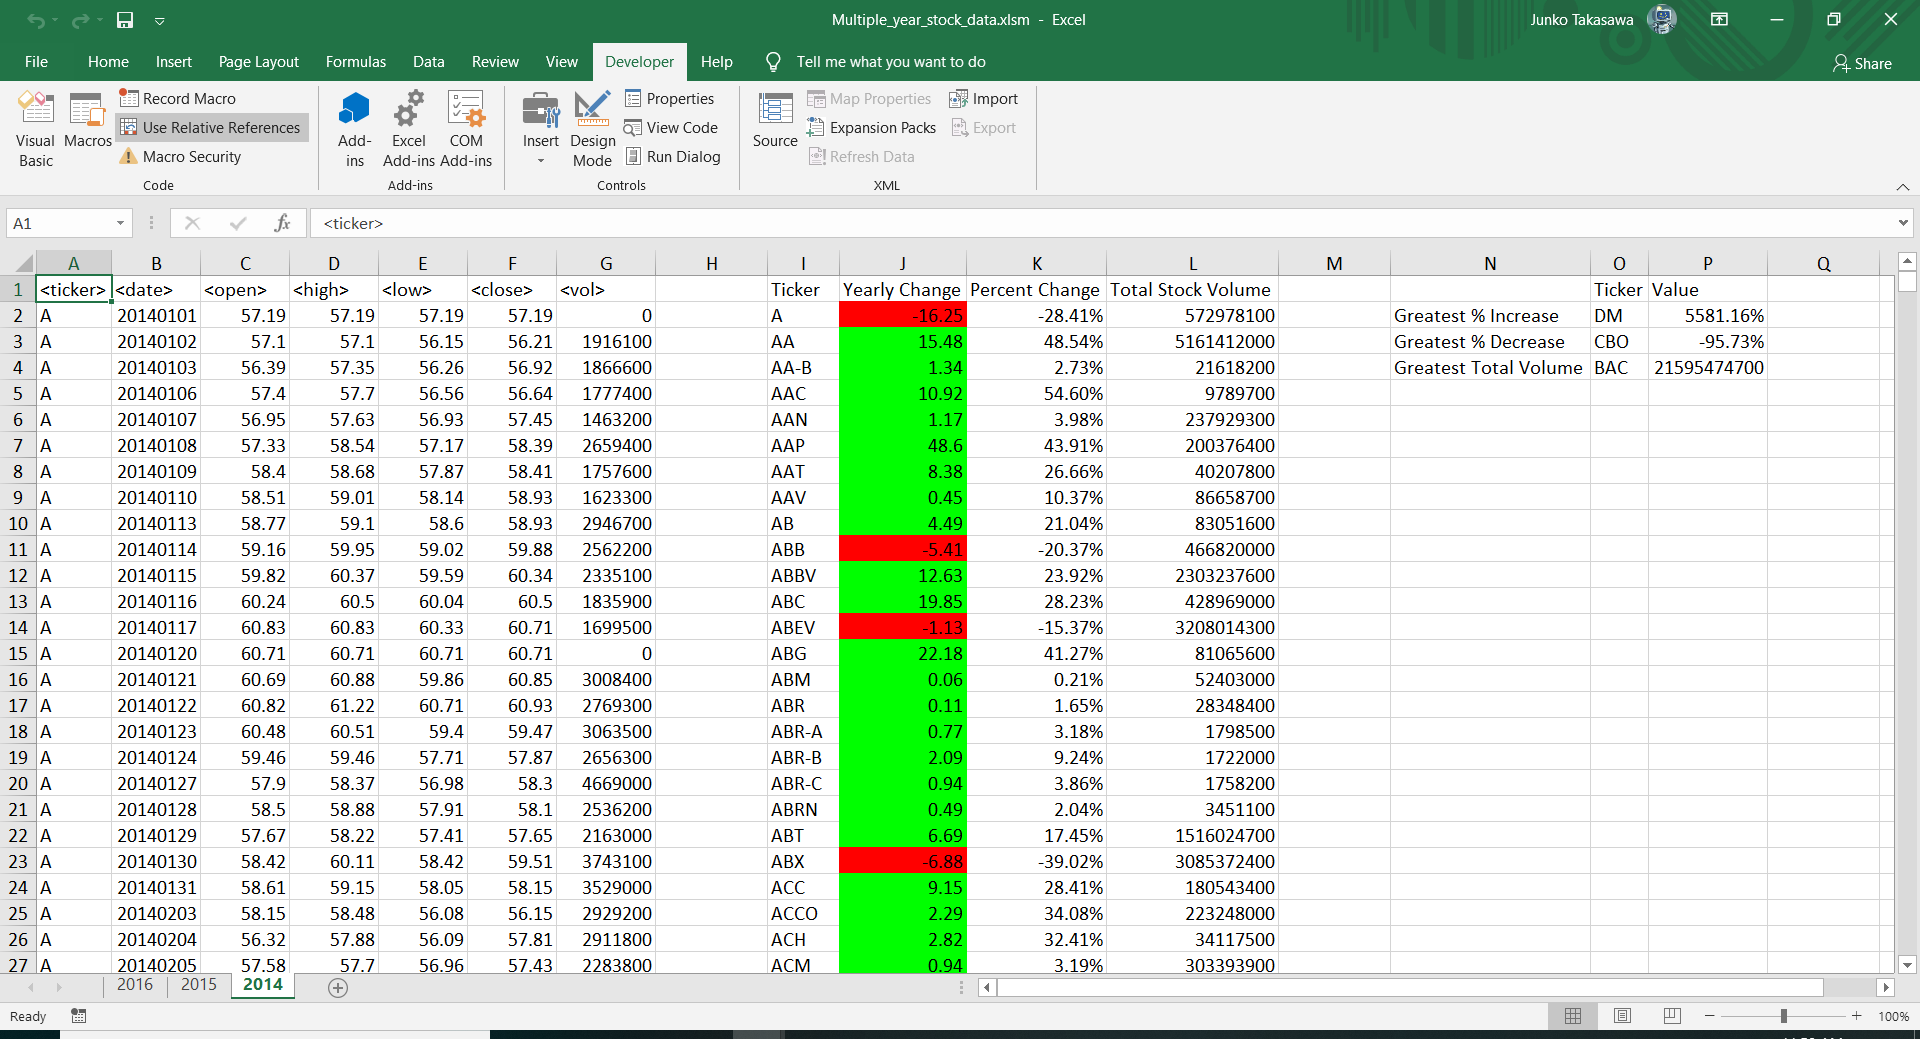 Multiple_year_stock_data.xlsm - Excel
Junko Takasawa
File Home Insert Page Layout Formulas Data Review View Developer Help Tell me what you want to do Share
Visual Basic
Macros
Record Macro
Use Relative References
Macro Security
Code
Add-ins
Excel Add-ins
COM Add-ins
Add-ins
Insert
Design Mode
Properties
View Code
Run Dialog
Controls
Source
Map Properties
Expansion Packs
Refresh Data
Import
Export
XML
A1 fx <ticker>
A B C D E F G H I J K L M N O P Q
1 <ticker> <date> <open> <high> <low> <close> <vol> Ticker Yearly Change Percent Change Total Stock Volume Ticker Value
2 A 20140101 57.19 57.19 57.19 57.19 0 A -16.25 -28.41% 572978100 Greatest % Increase DM 5581.16%
3 A 20140102 57.1 57.1 56.15 56.21 1916100 AA 15.48 48.54% 5161412000 Greatest % Decrease CBO -95.73%
4 A 20140103 56.39 57.35 56.26 56.92 1866600 AA-B 1.34 2.73% 21618200 Greatest Total Volume BAC 21595474700
5 A 20140106 57.4 57.7 56.56 56.64 1777400 AAC 10.92 54.60% 9789700
6 A 20140107 56.95 57.63 56.93 57.45 1463200 AAN 1.17 3.98% 237929300
7 A 20140108 57.33 58.54 57.17 58.39 2659400 AAP 48.6 43.91% 200376400
8 A 20140109 58.4 58.68 57.87 58.41 1757600 AAT 8.38 26.66% 40207800
9 A 20140110 58.51 59.01 58.14 58.93 1623300 AAV 0.45 10.37% 86658700
10 A 20140113 58.77 59.1 58.6 58.93 2946700 AB 4.49 21.04% 83051600
11 A 20140114 59.16 59.95 59.02 59.88 2562200 ABB -5.41 -20.37% 466820000
12 A 20140115 59.82 60.37 59.59 60.34 2335100 ABBV 12.63 23.92% 2303237600
13 A 20140116 60.24 60.5 60.04 60.5 1835900 ABC 19.85 28.23% 428969000
14 A 20140117 60.83 60.83 60.33 60.71 1699500 ABEV -1.13 -15.37% 3208014300
15 A 20140120 60.71 60.71 60.71 60.71 0 ABG 22.18 41.27% 81065600
16 A 20140121 60.69 60.88 59.86 60.85 3008400 ABM 0.06 0.21% 52403000
17 A 20140122 60.82 61.22 60.71 60.93 2769300 ABR 0.11 1.65% 28348400
18 A 20140123 60.48 60.51 59.4 59.47 3063500 ABR-A 0.77 3.18% 1798500
19 A 20140124 59.46 59.46 57.71 57.87 2656300 ABR-B 2.09 9.24% 1722000
20 A 20140127 57.9 58.37 56.98 58.3 4669000 ABR-C 0.94 3.86% 1758200
21 A 20140128 58.5 58.88 57.91 58.1 2536200 ABRN 0.49 2.04% 3451100
22 A 20140129 57.67 58.22 57.41 57.65 2163000 ABT 6.69 17.45% 1516024700
23 A 20140130 58.42 60.11 58.42 59.51 3743100 ABX -6.88 -39.02% 3085372400
24 A 20140131 58.61 59.15 58.05 58.15 3529000 ACC 9.15 28.41% 180543400
25 A 20140203 58.15 58.48 56.08 56.15 2929200 ACCO 2.29 34.08% 223248000
26 A 20140204 56.32 57.88 56.09 57.81 2911800 ACH 2.82 32.41% 34117500
27 A 20140205 57.58 57.7 56.96 57.43 2283800 ACM 0.94 3.19% 303393900
2016 2015 2014
Ready 100%